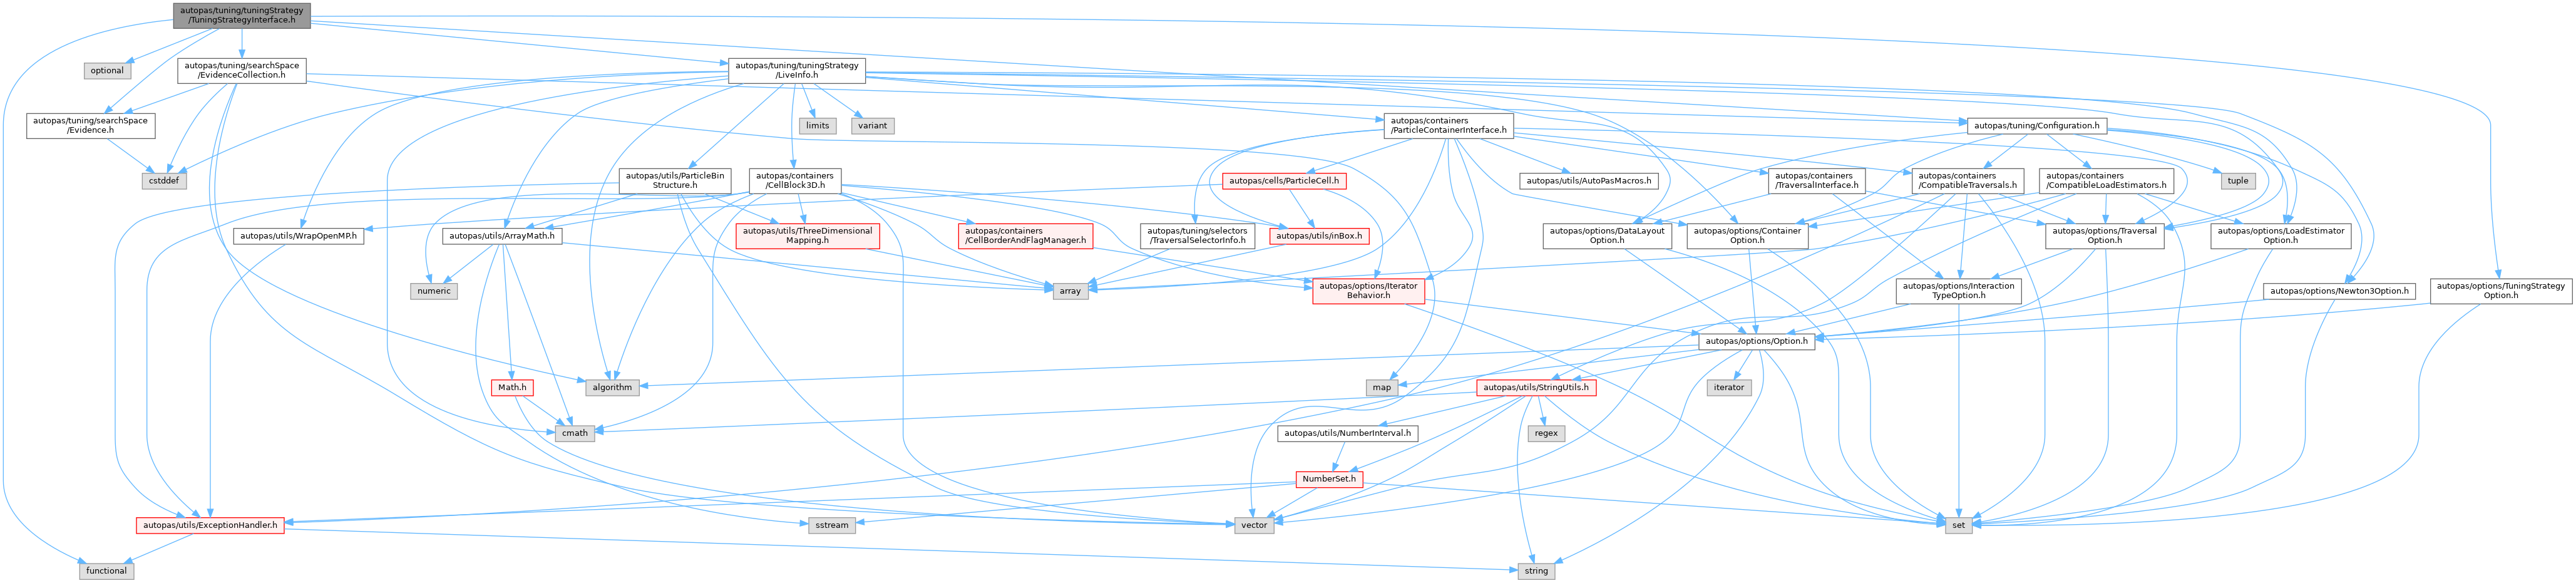 autopas/tuning/tuningStrategy
/TuningStrategyInterface.h
optional
autopas/tuning/searchSpace
/EvidenceCollection.h
autopas/tuning/tuningStrategy
/LiveInfo.h
autopas/tuning/searchSpace
/Evidence.h
limits
variant
autopas/containers
/ParticleContainerInterface.h
autopas/tuning/Configuration.h
cstddef
autopas/utils/ParticleBin
Structure.h
autopas/containers
/CellBlock3D.h
autopas/cells/ParticleCell.h
autopas/utils/AutoPasMacros.h
autopas/containers
/TraversalInterface.h
autopas/containers
/CompatibleTraversals.h
autopas/containers
/CompatibleLoadEstimators.h
tuple
autopas/utils/WrapOpenMP.h
autopas/utils/ArrayMath.h
autopas/utils/ThreeDimensional
Mapping.h
autopas/containers
/CellBorderAndFlagManager.h
autopas/tuning/selectors
/TraversalSelectorInfo.h
autopas/utils/inBox.h
autopas/options/DataLayout
Option.h
autopas/options/Container
Option.h
autopas/options/Traversal
Option.h
autopas/options/LoadEstimator
Option.h
numeric
array
autopas/options/Iterator
Behavior.h
autopas/options/Interaction
TypeOption.h
autopas/options/Newton3Option.h
autopas/options/TuningStrategy
Option.h
autopas/options/Option.h
Math.h
algorithm
map
autopas/utils/StringUtils.h
iterator
cmath
autopas/utils/NumberInterval.h
regex
NumberSet.h
autopas/utils/ExceptionHandler.h
sstream
vector
set
functional
string